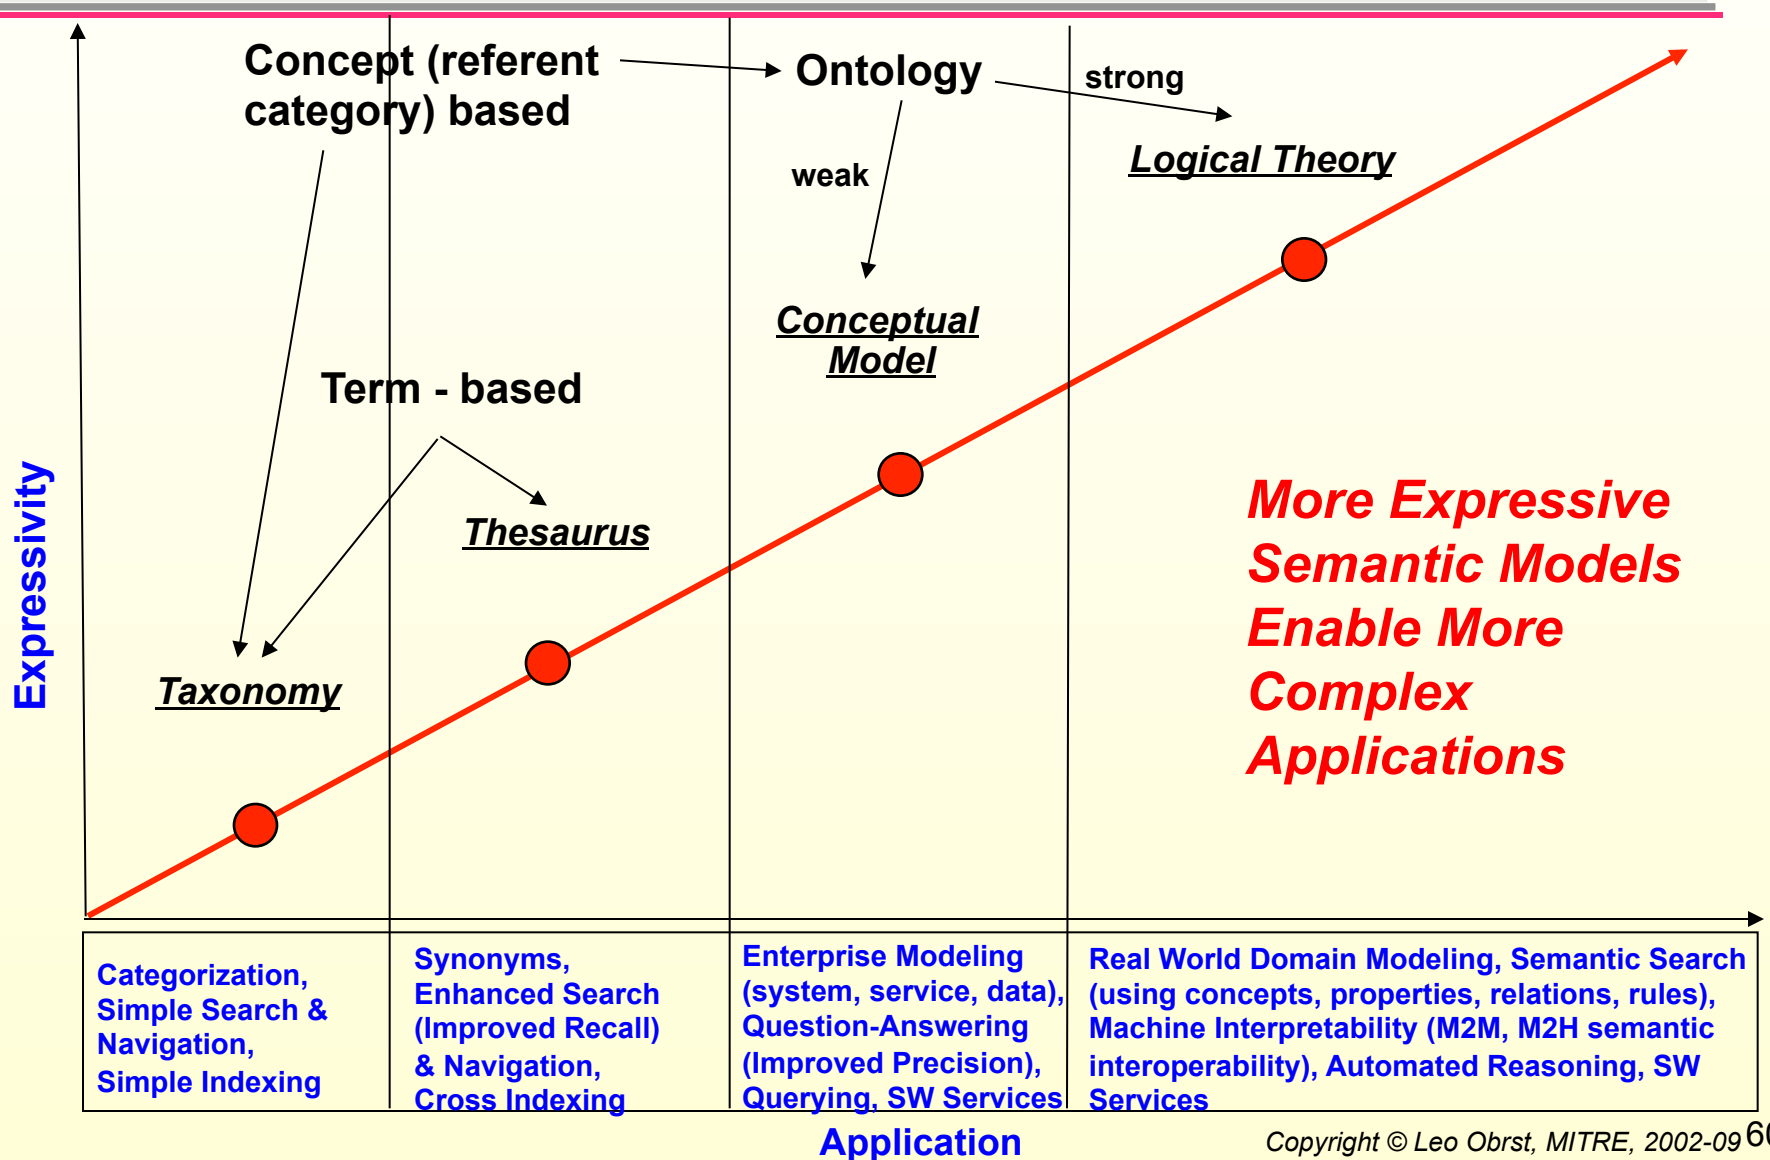 Concept (referent
category) based
Ontology
strong
weak
Logical Theory
Conceptual
Model
Term - based
Thesaurus
Taxonomy
Expressivity
More Expressive
Semantic Models
Enable More
Complex
Applications
Categorization,
Simple Search &
Navigation,
Simple Indexing
Synonyms,
Enhanced Search
(Improved Recall)
& Navigation,
Cross Indexing
Enterprise Modeling
(system, service, data),
Question-Answering
(Improved Precision),
Querying, SW Services
Real World Domain Modeling, Semantic Search
(using concepts, properties, relations, rules),
Machine Interpretability (M2M, M2H semantic
interoperability), Automated Reasoning, SW
Services
Application
Copyright © Leo Obrst, MITRE, 2002-09